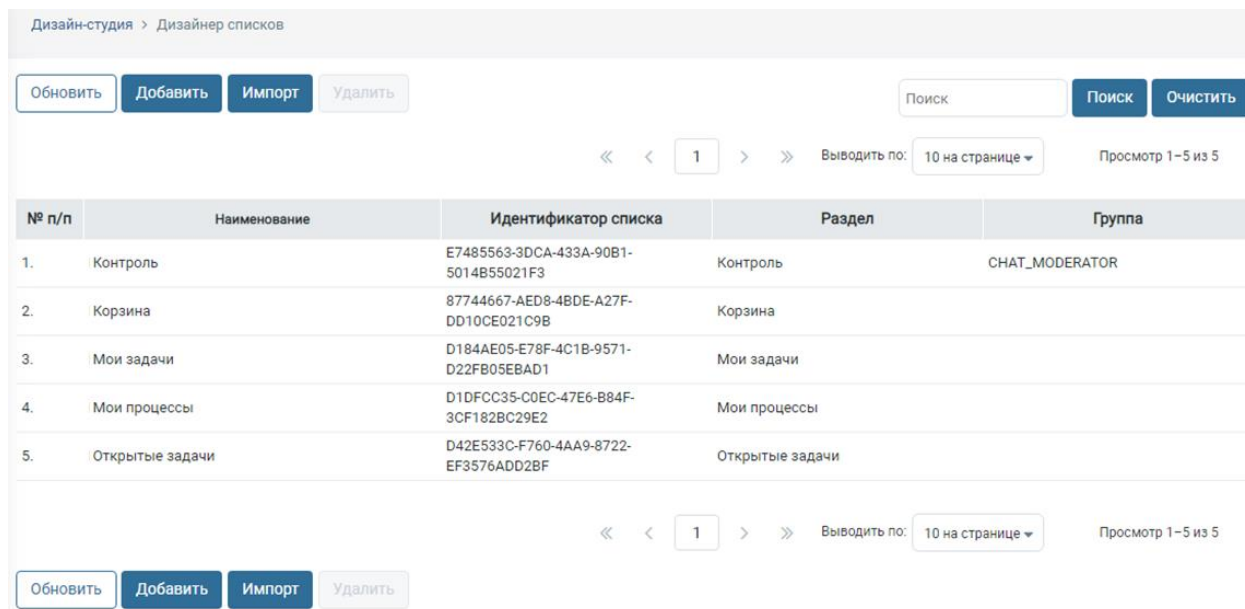 Дизайн-студия > Дизайнер списков
Обновить Добавить Импорт Удалить Поиск Поиск Очистить
« < 1 > » Выводить по: 10 на странице Просмотр 1–5 из 5
№ п/п Наименование Идентификатор списка Раздел Группа
1. Контроль E7485563-3DCA-433A-90B1- Контроль CHAT_MODERATOR
5014B55021F3
2. Корзина 87744667-AED8-4BDE-A27F- Корзина
DD10CE021C9B
3. Мои задачи D184AE05-E78F-4C1B-9571- Мои задачи
D22FB05EBAD1
4. Мои процессы D1DFCC35-C0EC-47E6-B84F- Мои процессы
3CF182BC29E2
5. Открытые задачи D42E533C-F760-4AA9-8722- Открытые задачи
EF3576ADD2BF
« < 1 > » Выводить по: 10 на странице Просмотр 1–5 из 5
Обновить Добавить Импорт Удалить